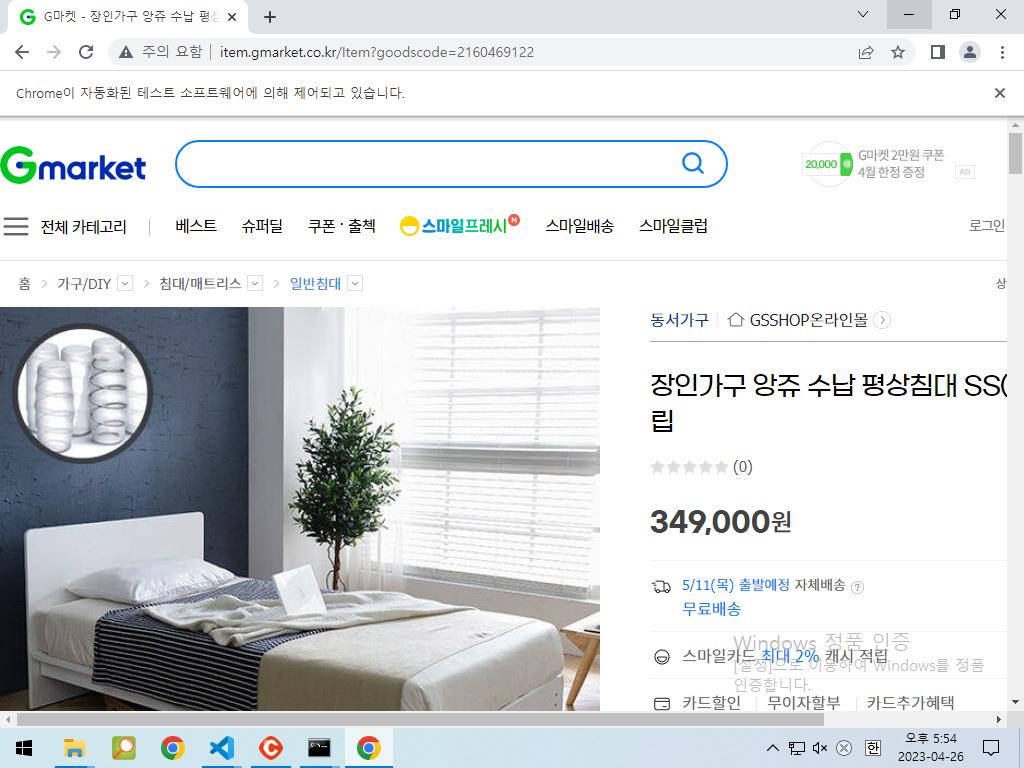 G마켓 - 장인가구 앙쥬 수납 평상
주의 요함 item.gmarket.co.kr/Item?goodscode=2160469122
Chrome이 자동화된 테스트 소프트웨어에 의해 제어되고 있습니다.
Gmarket
20,000 G
G마켓 2만원 쿠폰
4월 한정 증정
AD
전체 카테고리 베스트 슈퍼딜 쿠폰·출첵 스마일프레시 N 스마일배송 스마일클럽 로그인
홈 가구/DIY 침대/매트리스 일반침대 상
동서가구 GSSHOP온라인몰
장인가구 앙쥬 수납 평상침대 SS(
립
(0)
349,000원
5/11(목) 출발예정 자체배송 ?
무료배송
스마일카드 최대 2% 캐시 적립
카드할인 무이자할부 카드추가혜택
Windows 정품 인증
[설정]으로 이동하여 Windows를 정품
인증합니다.
한
오후 5:54
2023-04-26